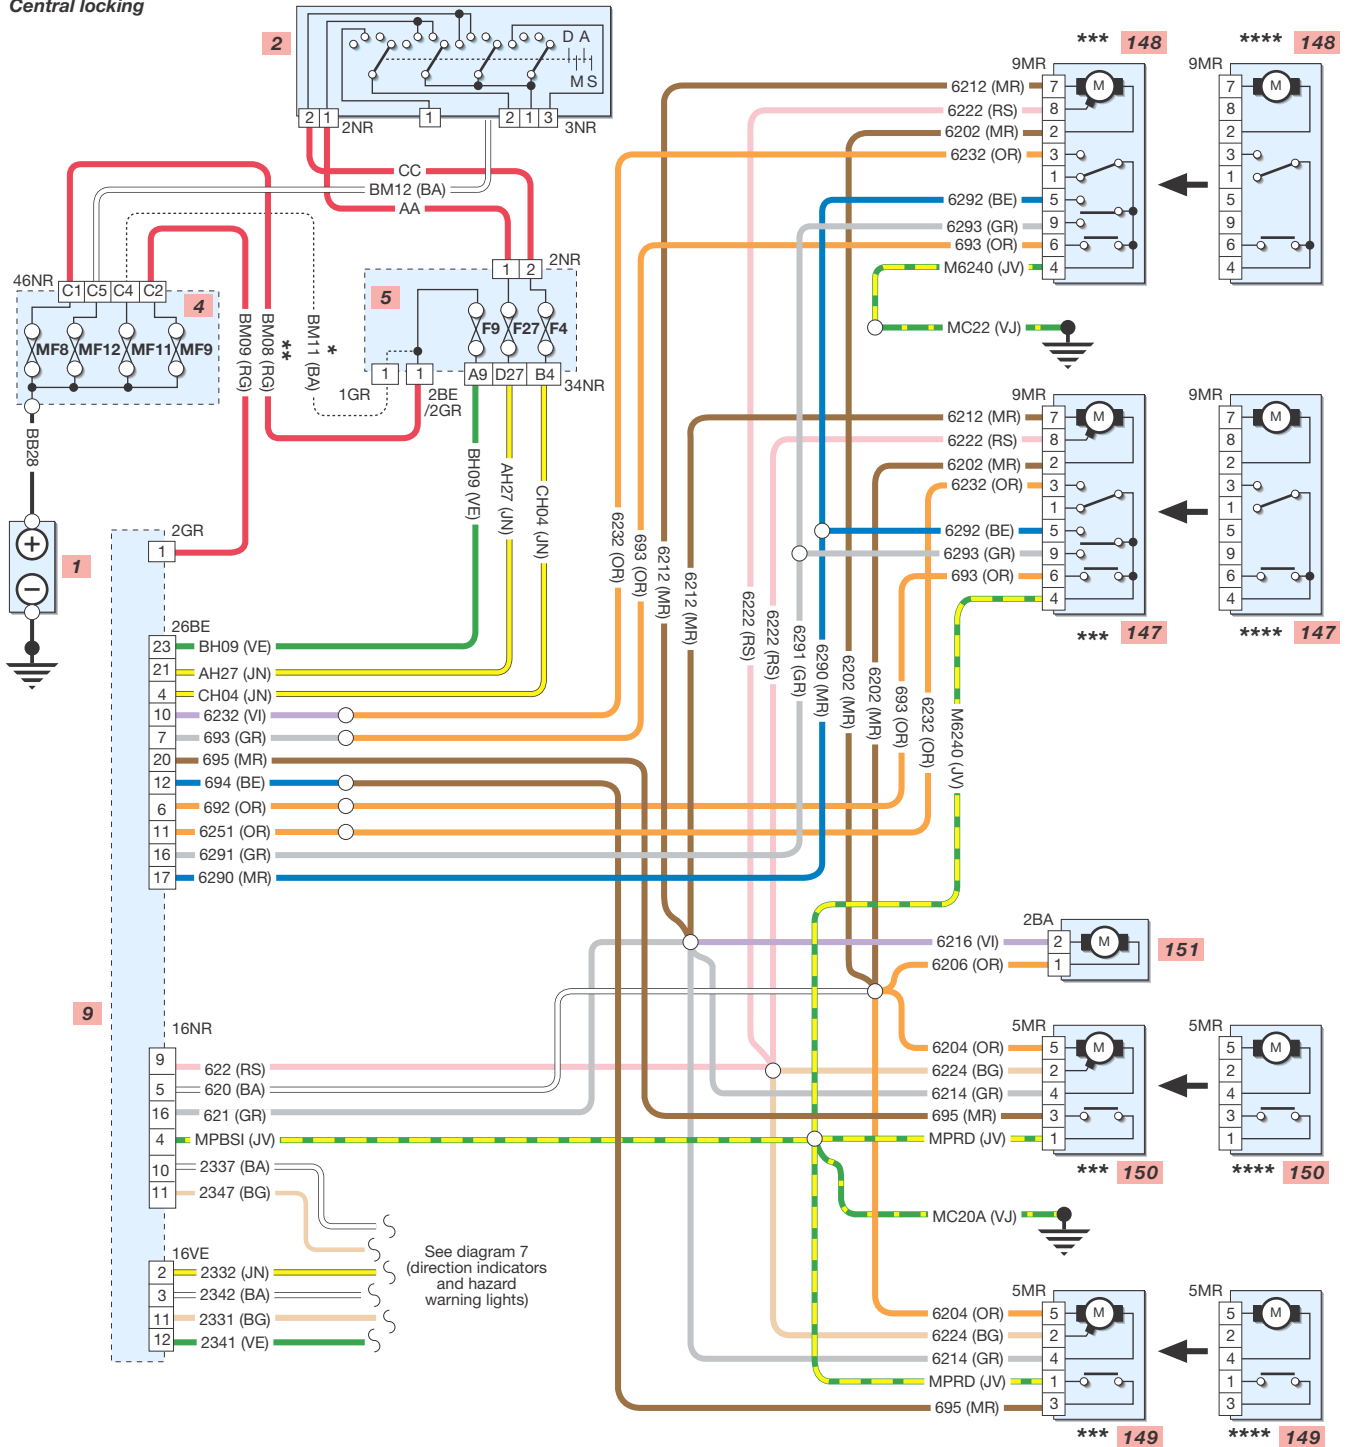 Central locking
2
D A
M S
2 1
2NR
1
2 1 3
3NR
CC
BM12 (BA)
AA
46NR
C1 C5 C4 C2
4
MF8 MF12 MF11 MF9
BM09 (RG)
BM08 (RG)
**
BM11 (BA)
*
5
2NR
1 2
F9 F27 F4
1
1GR
1
2BE
/2GR
A9 D27 B4
34NR
BB28
+
−
1
BH09 (VE)
AH27 (JN)
CH04 (JN)
9
2GR
1
26BE
23 BH09 (VE)
21 AH27 (JN)
4 CH04 (JN)
10 6232 (VI)
7 693 (GR)
20 695 (MR)
12 694 (BE)
6 692 (OR)
11 6251 (OR)
16 6291 (GR)
17 6290 (MR)
16NR
9 622 (RS)
5 620 (BA)
16 621 (GR)
4 MPBSI (JV)
10 2337 (BA)
11 2347 (BG)
16VE
2 2332 (JN)
3 2342 (BA)
11 2331 (BG)
12 2341 (VE)
See diagram 7
(direction indicators
and hazard
warning lights)
6232 (OR)
693 (OR)
6212 (MR)
6212 (MR)
6222 (RS)
6222 (RS)
6291 (GR)
6290 (MR)
6202 (MR)
6202 (MR)
693 (OR)
6232 (OR)
M6240 (JV)
*** 148
9MR
6212 (MR) 7
6222 (RS) 8
6202 (MR) 2
6232 (OR) 3
1
6292 (BE) 5
6293 (GR) 9
693 (OR) 6
M6240 (JV) 4
M
MC22 (VJ)
**** 148
9MR
7
8
2
3
1
5
9
6
4
M
9MR
6212 (MR) 7
6222 (RS) 8
6202 (MR) 2
6232 (OR) 3
1
6292 (BE) 5
6293 (GR) 9
693 (OR) 6
4
M
*** 147
9MR
7
8
2
3
1
5
9
6
4
M
**** 147
2BA
6216 (VI) 2
6206 (OR) 1
M
151
5MR
6204 (OR) 5
6224 (BG) 2
6214 (GR) 4
695 (MR) 3
MPRD (JV) 1
M
*** 150
5MR
5
2
4
3
1
M
**** 150
MC20A (VJ)
5MR
6204 (OR) 5
6224 (BG) 2
6214 (GR) 4
MPRD (JV) 1
695 (MR) 3
M
*** 149
5MR
5
2
4
1
3
M
**** 149